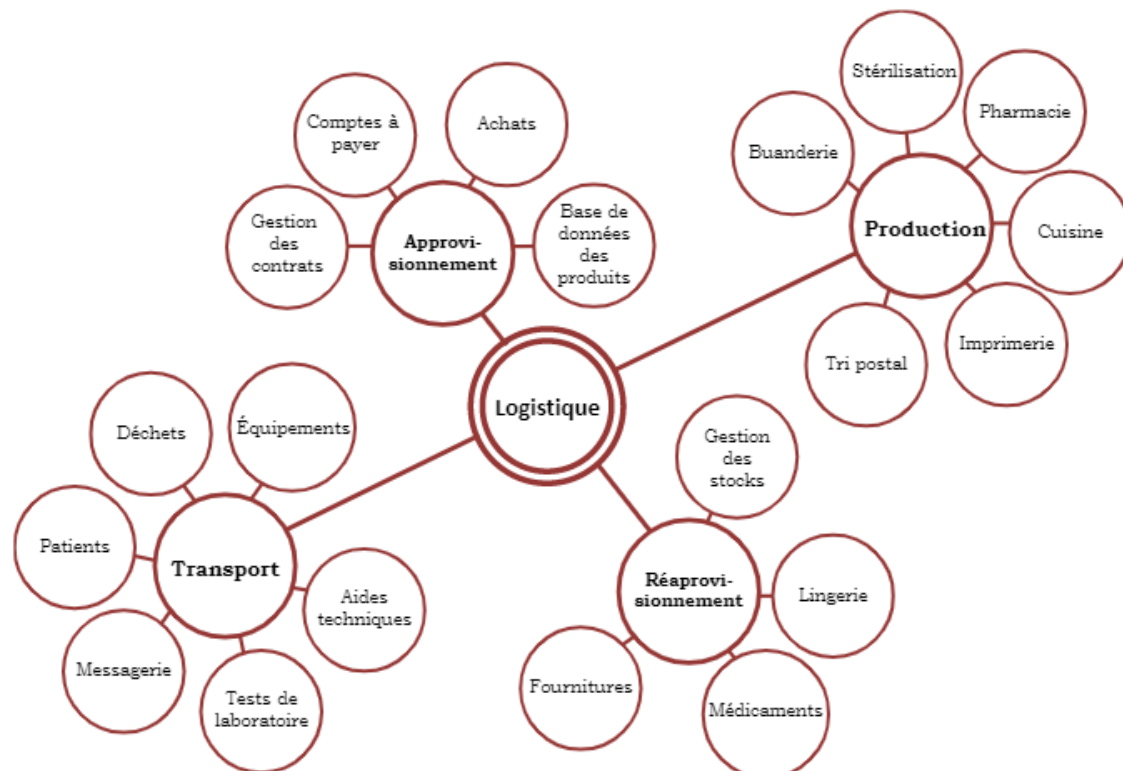 Stérilisation
Pharmacie
Buanderie
Production
Cuisine
Imprimerie
Tri postal
Comptes à
payer
Achats
Gestion
des
contrats
Approvi-
sionnement
Base de
données
des
produits
Logistique
Déchets
Équipements
Patients
Transport
Aides
techniques
Messagerie
Tests de
laboratoire
Gestion
des
stocks
Réaprovi-
sionnement
Lingerie
Fournitures
Médicaments